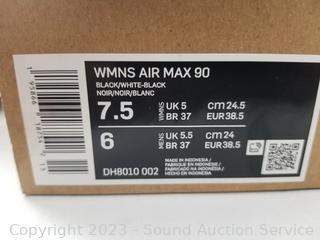 WMNS AIR MAX 90
BLACK/WHITE-BLACK
NOIR/NOIR/BLANC
7.5 WMNS UK 5 cm 24.5
BR 37 EUR 38.5
6 MENS UK 5.5 cm 24
BR 37 EUR 38.5
DH8010 002
MADE IN INDONESIA /
FABRIQUÉ EN INDONÉSIE /
FABRICADO NA INDONÉSIA /
HECHO EN INDONESIA
Copyright - 2023 - Sound Auction Service